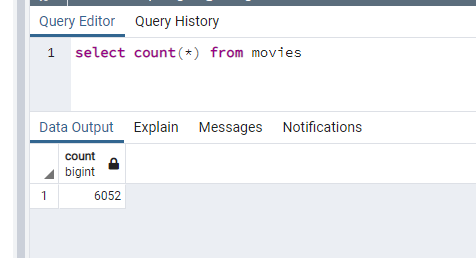 Query Editor Query History
1 select count(*) from movies
Data Output Explain Messages Notifications
count
bigint
1 6052